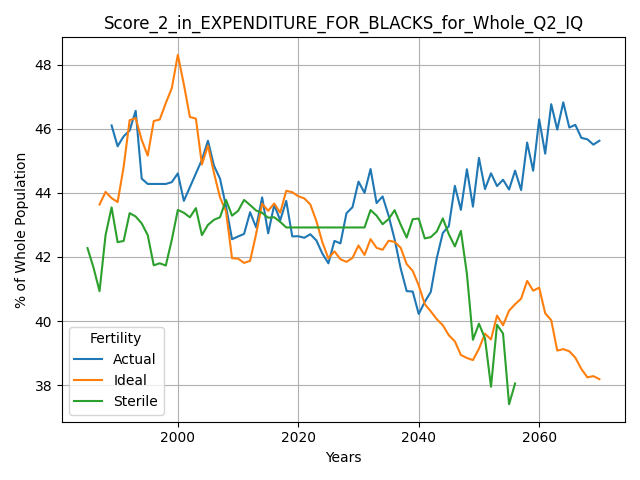 Score_2_in_EXPENDITURE_FOR_BLACKS_for_Whole_Q2_IQ
% of Whole Population
48
46
44
42
40
38
Fertility
Actual
Ideal
Sterile
2000 2020 2040 2060
Years